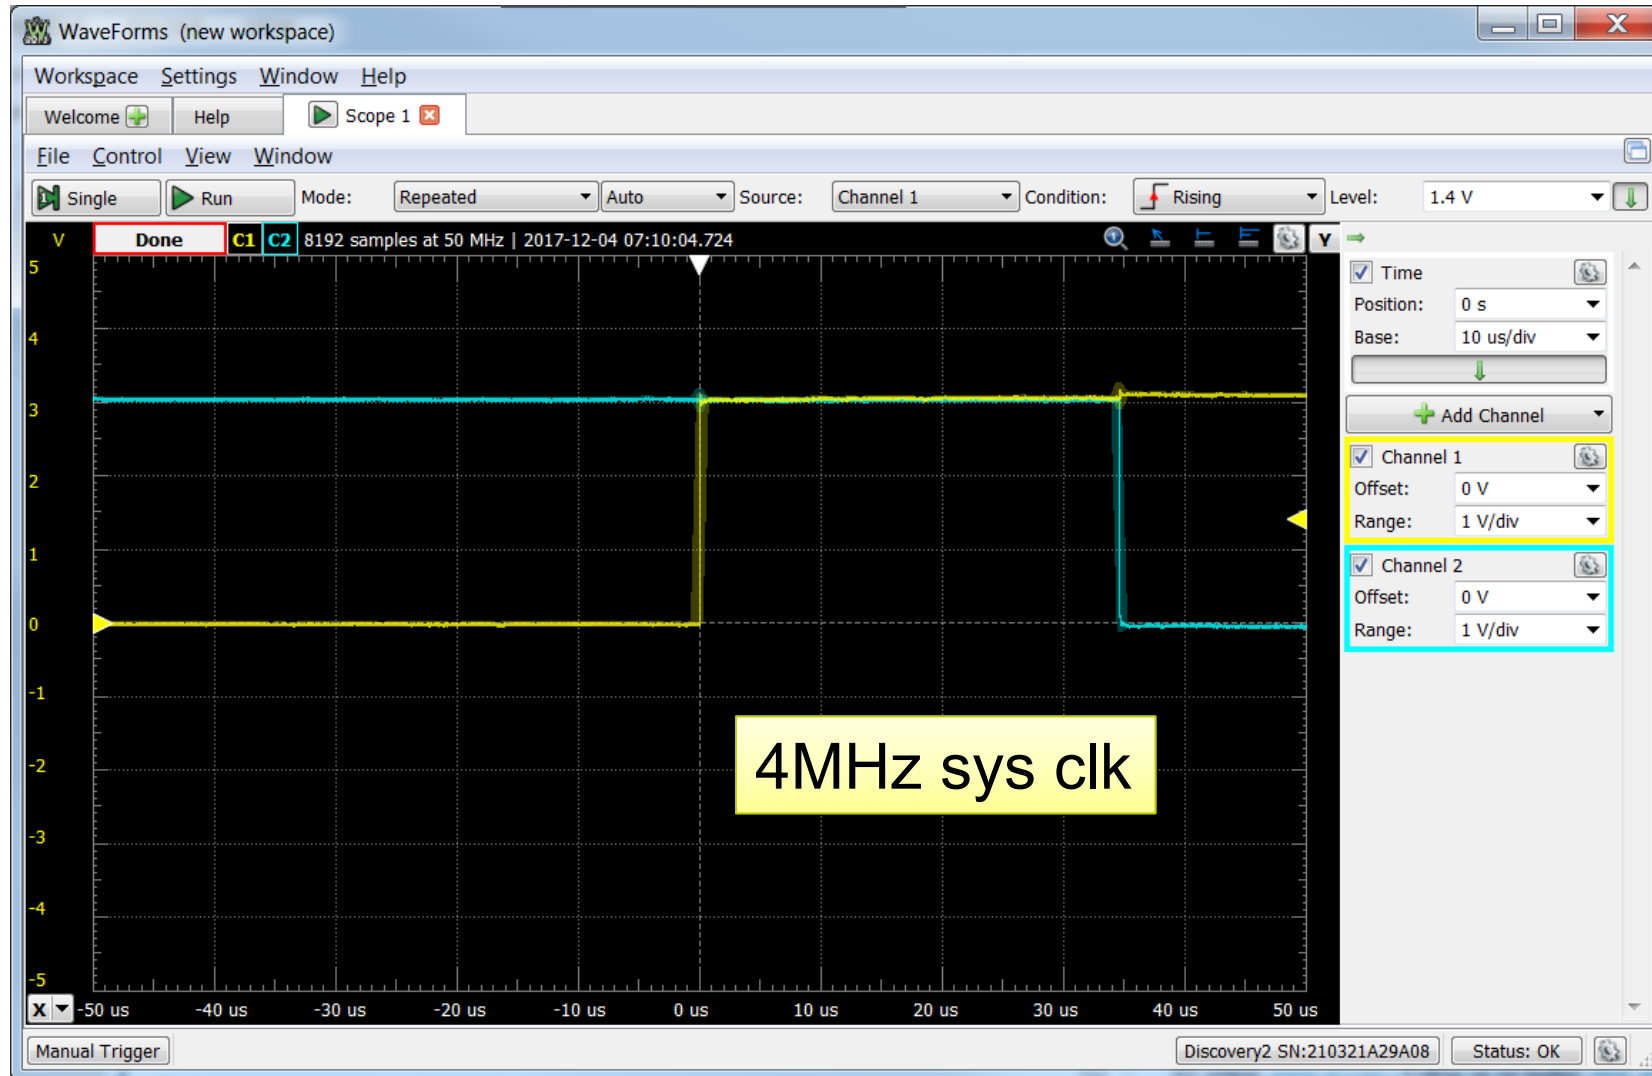 WaveForms (new workspace)
Workspace Settings Window Help
Welcome Help Scope 1
File Control View Window
Single Run Mode: Repeated Auto Source: Channel 1 Condition: Rising Level: 1.4 V
V Done C1 C2 8192 samples at 50 MHz | 2017-12-04 07:10:04.724 Y
Time
Position: 0 s
Base: 10 us/div
Add Channel
Channel 1
Offset: 0 V
Range: 1 V/div
Channel 2
Offset: 0 V
Range: 1 V/div
5
4
3
2
1
0
-1
-2
-3
-4
-5
4MHz sys clk
X -50 us -40 us -30 us -20 us -10 us 0 us 10 us 20 us 30 us 40 us 50 us
Manual Trigger Discovery2 SN:210321A29A08 Status: OK